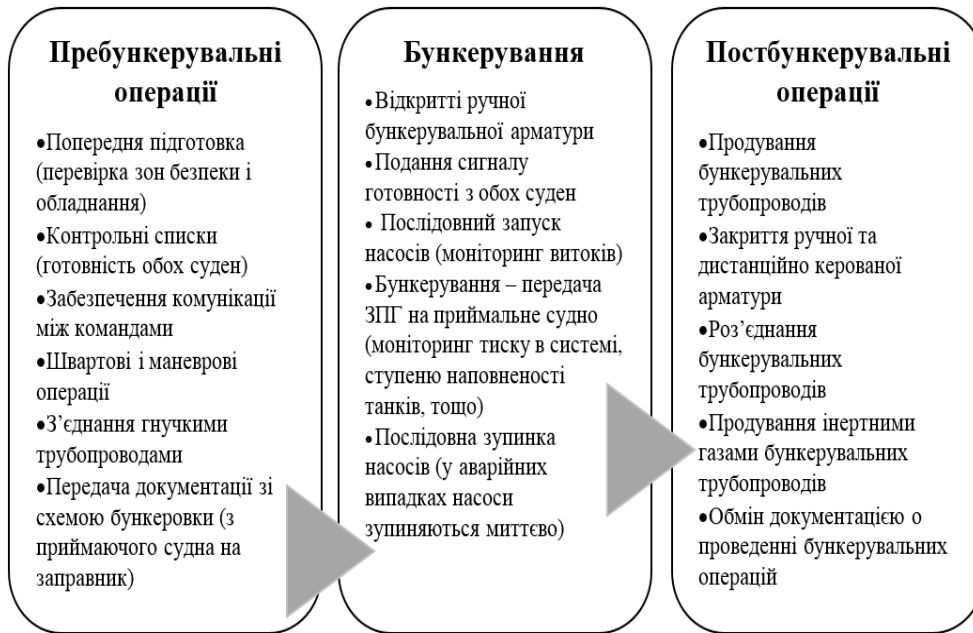 Пребункерувальні
операції
•Попередня підготовка
(перевірка зон безпеки і
обладнання)
•Контрольні списки
(готовність обох суден)
•Забезпечення комунікації
між командами
•Швартові і маневрові
операції
•З’єднання гнучкими
трубопроводами
•Передача документації зі
схемою бункеровки (з
приймаючого судна на
заправник)
Бункерування
•Відкритті ручної
бункерувальної арматури
•Подання сигналу
готовності з обох суден
• Послідовний запуск
насосів (моніторинг витоків)
•Бункерування – передача
ЗПГ на приймальне судно
(моніторинг тиску в системі,
ступеню наповненості
танків, тощо)
•Послідовна зупинка
насосів (у аварійних
випадках насоси
зупиняються миттєво)
Постбункерувальні
операції
•Продування
бункерувальних
трубопроводів
•Закриття ручної та
дистанційно керованої
арматури
•Роз’єднання
бункерувальних
трубопроводів
•Продування інертними
газами бункерувальних
трубопроводів
•Обмін документацією о
проведенні бункерувальних
операцій